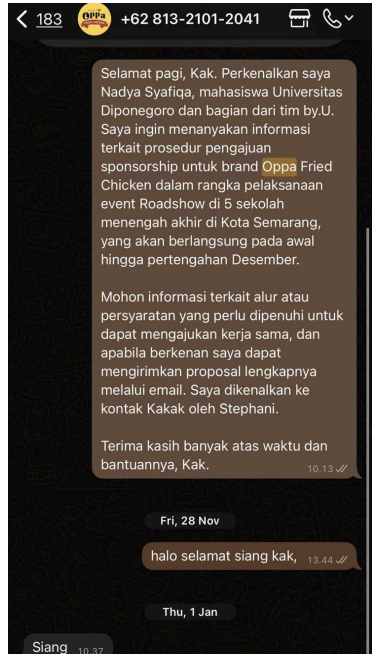 183
OPPa
+62 813-2101-2041
Selamat pagi, Kak. Perkenalkan saya
Nadya Syafiqa, mahasiswa Universitas
Diponegoro dan bagian dari tim by.U.
Saya ingin menanyakan informasi
terkait prosedur pengajuan
sponsorship untuk brand Oppa Fried
Chicken dalam rangka pelaksanaan
event Roadshow di 5 sekolah
menengah akhir di Kota Semarang,
yang akan berlangsung pada awal
hingga pertengahan Desember.
Mohon informasi terkait alur atau
persyaratan yang perlu dipenuhi untuk
dapat mengajukan kerja sama, dan
apabila berkenan saya dapat
mengirimkan proposal lengkapnya
melalui email. Saya dikenalkan ke
kontak Kakak oleh Stephani.
Terima kasih banyak atas waktu dan
bantuannya, Kak.
10.13
Fri, 28 Nov
halo selamat siang kak,
13.44
Thu, 1 Jan
Siang
10.37